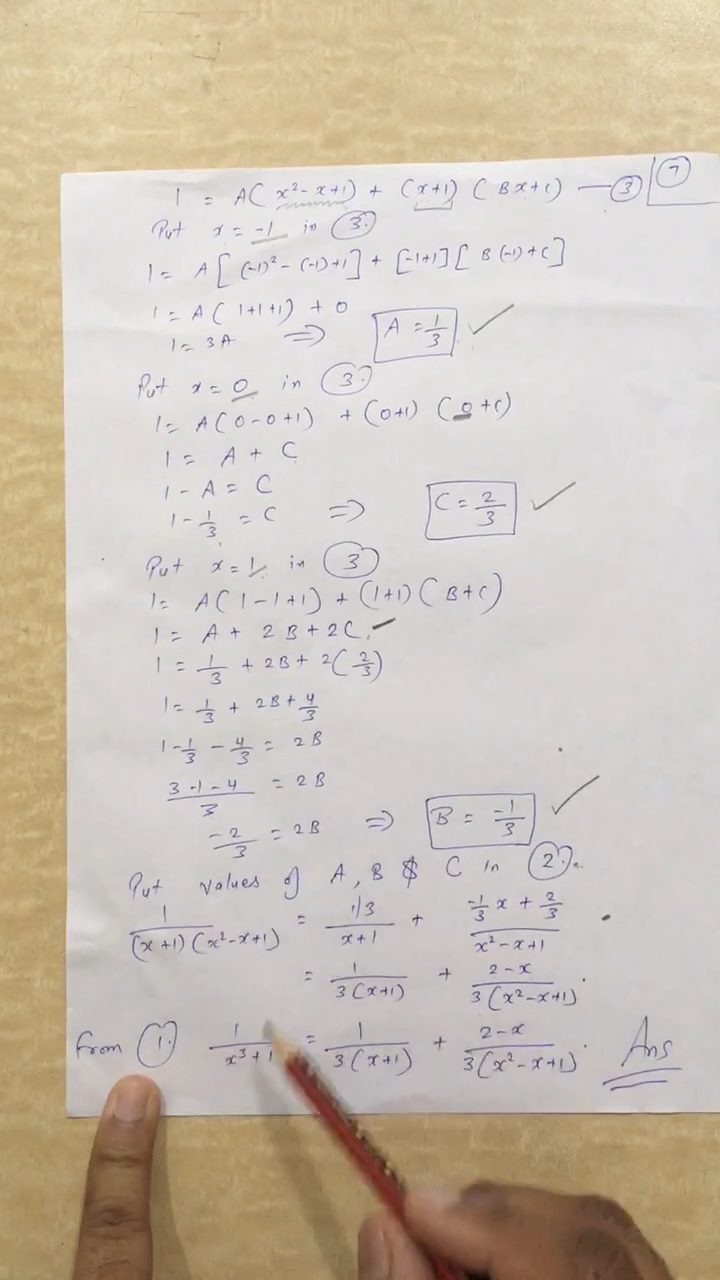 1 = A(x²-x+1) + (x+1)(Bx+c) — ③ ⑦
Put x = -1 in ③.
1 = A[(-1)²-(-1)+1] + [-1+1][B(-1)+C]
1 = A(1+1+1) + 0
1 = 3A ⇒ A = 1/3 ✓
Put x = 0 in ③.
1 = A(0-0+1) + (0+1)(0+c)
1 = A + C
1 - A = C
1 - 1/3 = C ⇒ C = 2/3 ✓
Put x = 1 in ③
1 = A(1-1+1) + (1+1)(B+C)
1 = A + 2B + 2C.
1 = 1/3 + 2B + 2(2/3)
1 = 1/3 + 2B + 4/3
1 - 1/3 - 4/3 = 2B
(3-1-4)/3 = 2B
-2/3 = 2B ⇒ B = -1/3 ✓
Put values of A, B & C in ②.
1/((x+1)(x²-x+1)) = (1/3)/(x+1) + (-1/3 x + 2/3)/(x²-x+1)
= 1/(3(x+1)) + (2-x)/(3(x²-x+1)).
from ①. 1/(x³+1) = 1/(3(x+1)) + (2-x)/(3(x²-x+1)). Ans